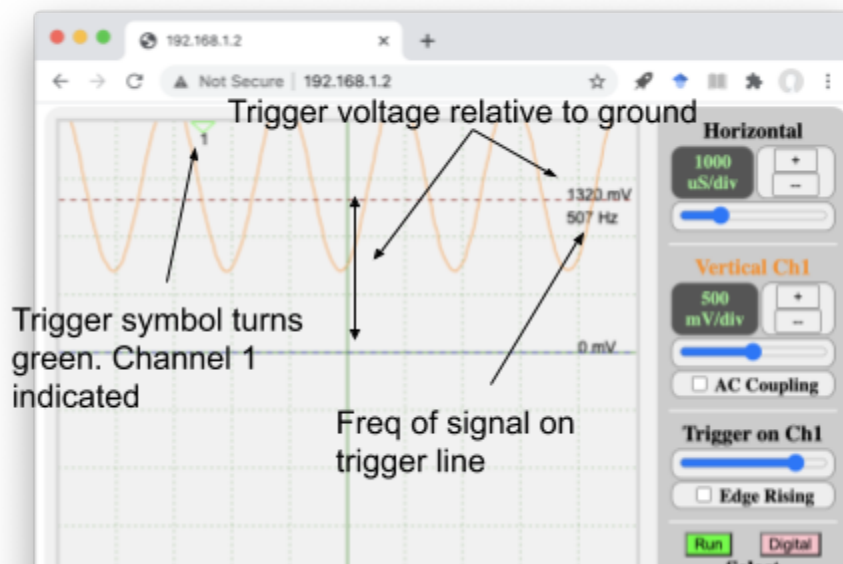 192.168.1.2
Not Secure | 192.168.1.2
Trigger voltage relative to ground
1
1320 mV
507 Hz
Trigger symbol turns
green. Channel 1
indicated
0 mV
Freq of signal on
trigger line
Horizontal
1000
uS/div
+
--
Vertical Ch1
500
mV/div
+
--
AC Coupling
Trigger on Ch1
Edge Rising
Run
Digital